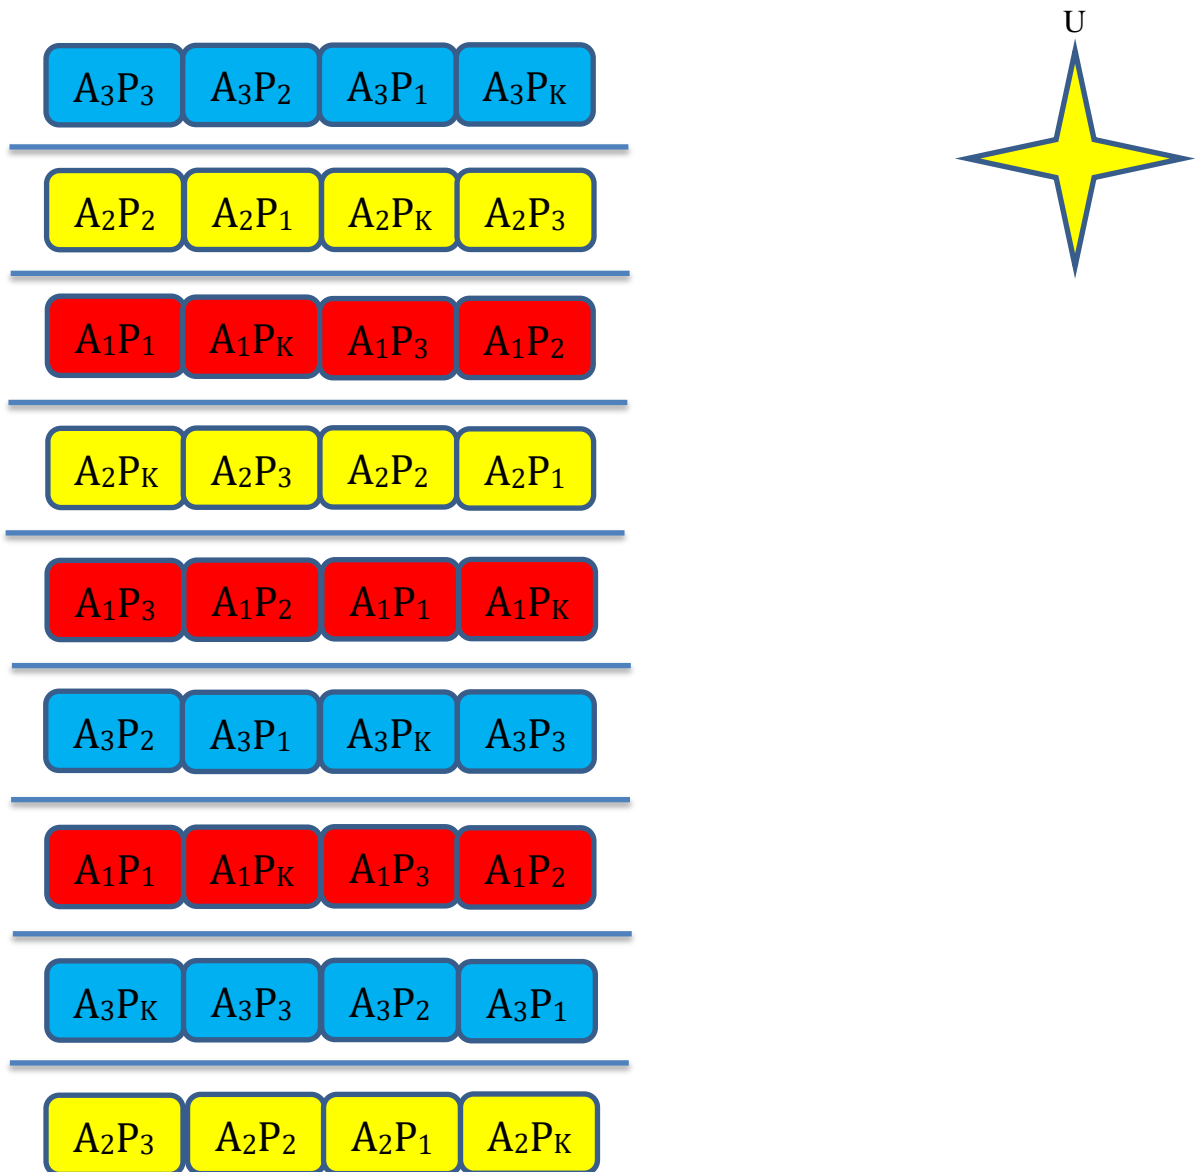 U
A₃P₃ A₃P₂ A₃P₁ A₃Pₖ
A₂P₂ A₂P₁ A₂Pₖ A₂P₃
A₁P₁ A₁Pₖ A₁P₃ A₁P₂
A₂Pₖ A₂P₃ A₂P₂ A₂P₁
A₁P₃ A₁P₂ A₁P₁ A₁Pₖ
A₃P₂ A₃P₁ A₃Pₖ A₃P₃
A₁P₁ A₁Pₖ A₁P₃ A₁P₂
A₃Pₖ A₃P₃ A₃P₂ A₃P₁
A₂P₃ A₂P₂ A₂P₁ A₂Pₖ